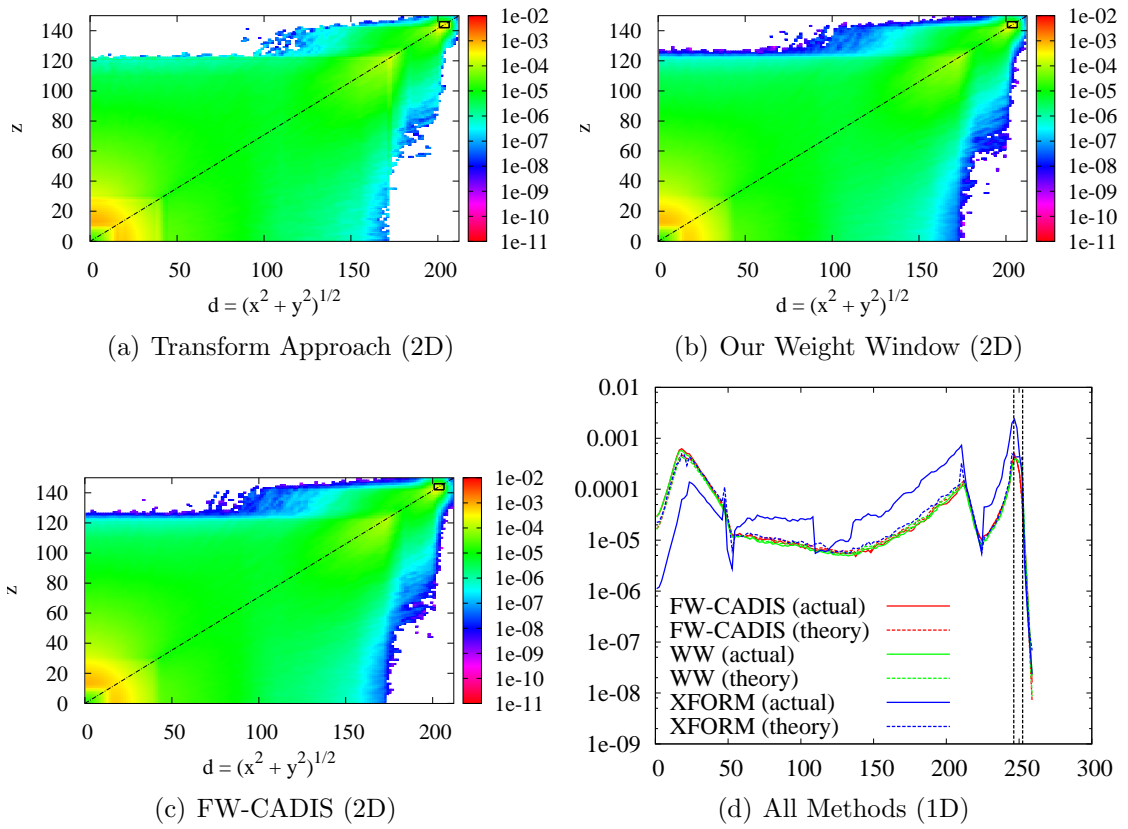 140
120
100
80
60
40
20
0
z
0 50 100 150 200
d = (x² + y²)^{1/2}
1e-02
1e-03
1e-04
1e-05
1e-06
1e-07
1e-08
1e-09
1e-10
1e-11
(a) Transform Approach (2D)
140
120
100
80
60
40
20
0
z
0 50 100 150 200
d = (x² + y²)^{1/2}
1e-02
1e-03
1e-04
1e-05
1e-06
1e-07
1e-08
1e-09
1e-10
1e-11
(b) Our Weight Window (2D)
140
120
100
80
60
40
20
0
z
0 50 100 150 200
d = (x² + y²)^{1/2}
1e-02
1e-03
1e-04
1e-05
1e-06
1e-07
1e-08
1e-09
1e-10
1e-11
(c) FW-CADIS (2D)
0.01
0.001
0.0001
1e-05
1e-06
1e-07
1e-08
1e-09
FW-CADIS (actual)
FW-CADIS (theory)
WW (actual)
WW (theory)
XFORM (actual)
XFORM (theory)
0 50 100 150 200 250 300
(d) All Methods (1D)